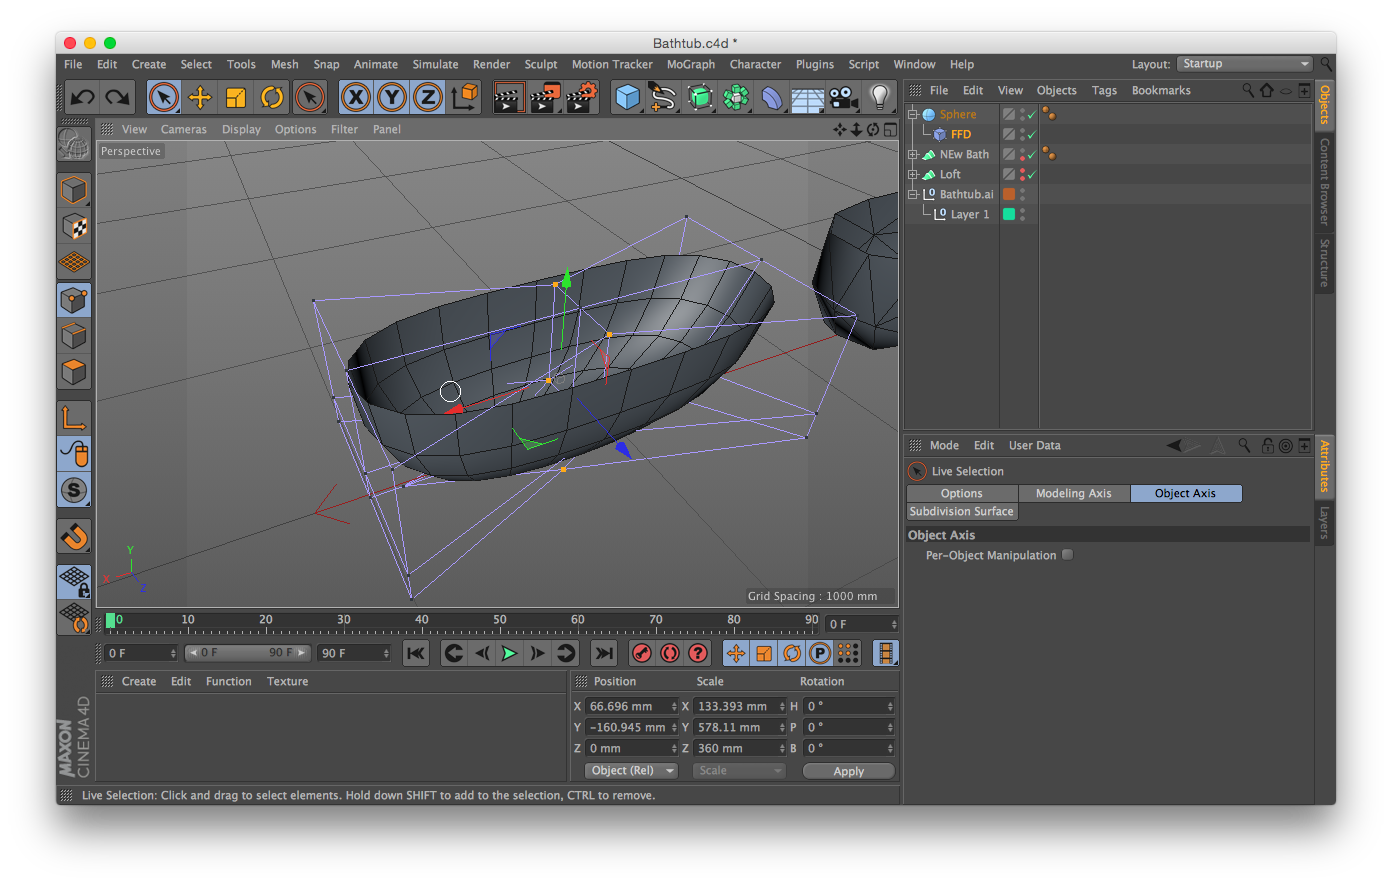 Bathtub.c4d *
File Edit Create Select Tools Mesh Snap Animate Simulate Render Sculpt Motion Tracker MoGraph Character Plugins Script Window Help Layout: Startup
X Y Z
File Edit View Objects Tags Bookmarks
View Cameras Display Options Filter Panel
Perspective
Sphere
FFD
NEw Bath
Loft
Bathtub.ai
Layer 1
Objects
Content Browser
Structure
Mode Edit User Data
Live Selection
Options Modeling Axis Object Axis
Subdivision Surface
Object Axis
Per-Object Manipulation
Attributes
Layers
S
Y
X
Z
Grid Spacing : 1000 mm
0 10 20 30 40 50 60 70 80 90 0 F
0 F 0 F 90 F 90 F ? P
Create Edit Function Texture
Position Scale Rotation
X 66.696 mm X 133.393 mm H 0 °
Y -160.945 mm Y 578.11 mm P 0 °
Z 0 mm Z 360 mm B 0 °
Object (Rel) Scale Apply
MAXON
CINEMA 4D
Live Selection: Click and drag to select elements. Hold down SHIFT to add to the selection, CTRL to remove.